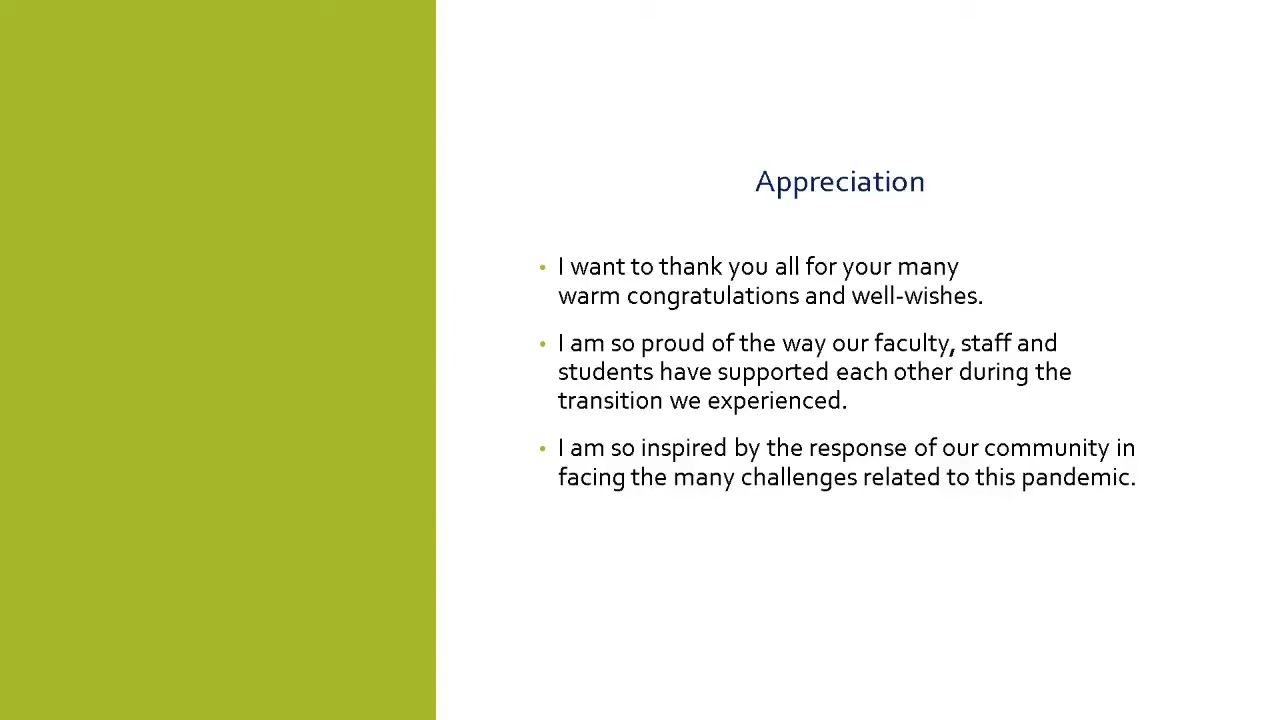 Appreciation
• I want to thank you all for your many
warm congratulations and well-wishes.
• I am so proud of the way our faculty, staff and
students have supported each other during the
transition we experienced.
• I am so inspired by the response of our community in
facing the many challenges related to this pandemic.